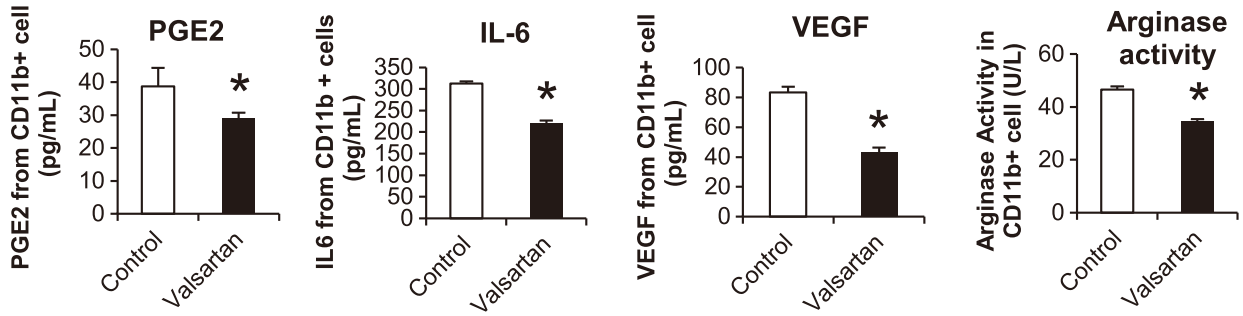 PGE2
PGE2 from CD11b+ cell
(pg/mL)
50
40
30
20
10
0
*
Control
Valsartan
IL-6
IL6 from CD11b + cells
(pg/mL)
350
300
250
200
150
100
50
0
*
Control
Valsartan
VEGF
VEGF from CD11b+ cell
(pg/mL)
100
80
60
40
20
0
*
Control
Valsartan
Arginase
activity
Arginase Activity in
CD11b+ cell (U/L)
60
40
20
0
*
Control
Valsartan